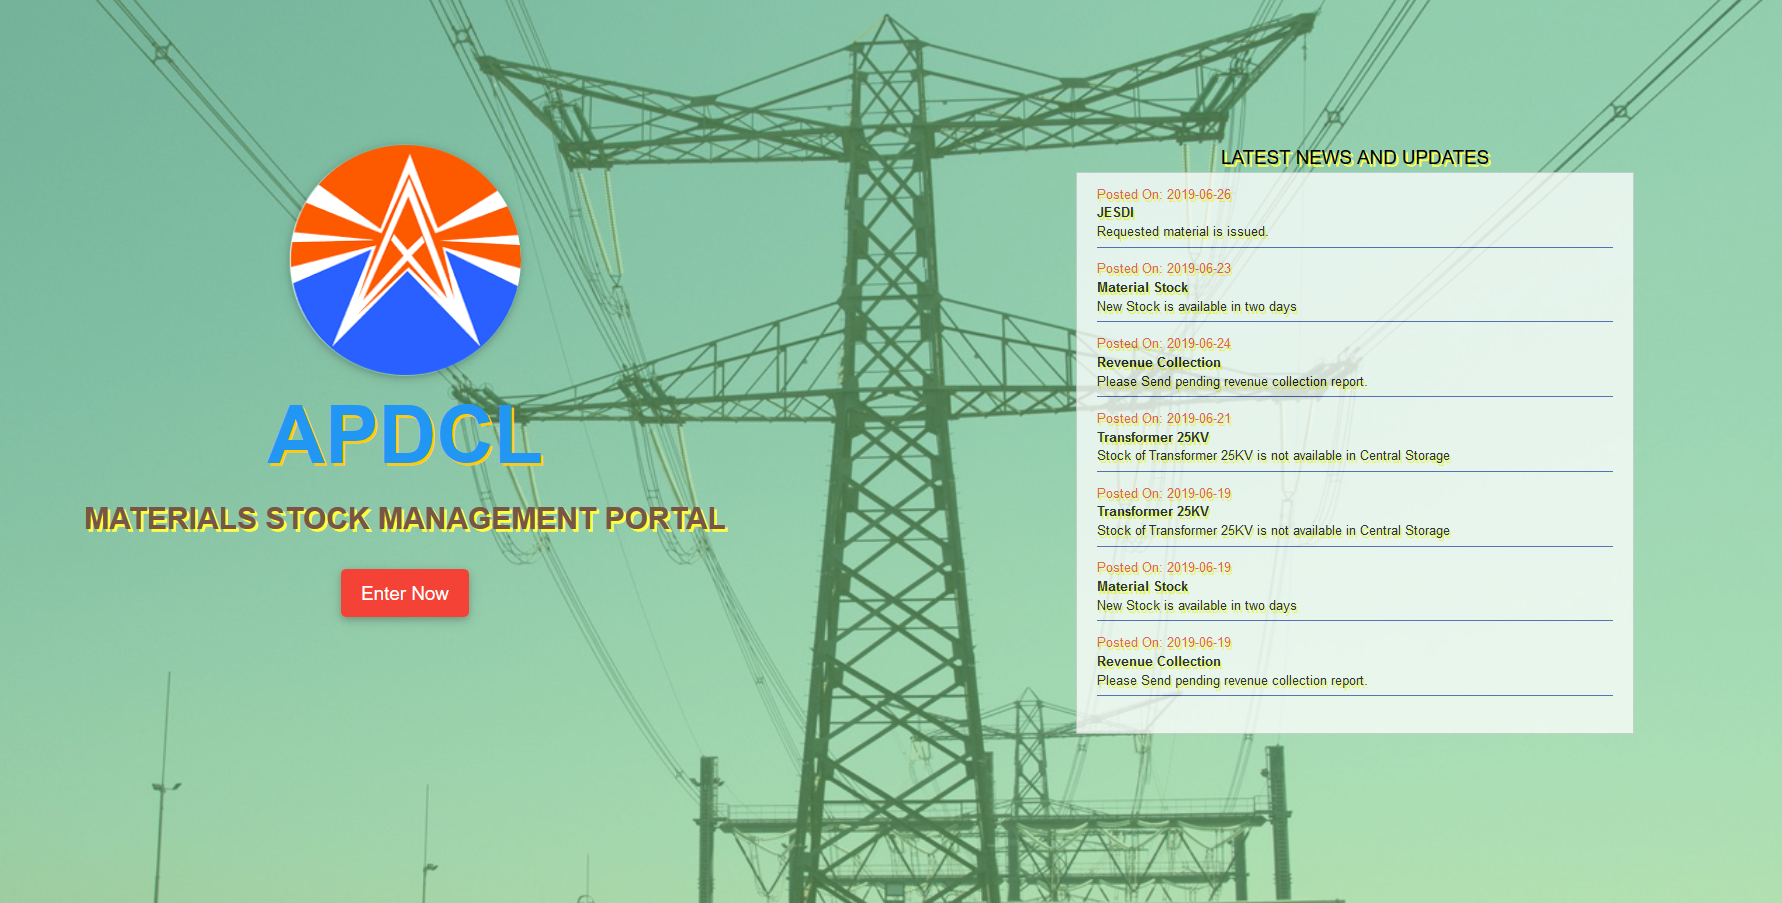 APDCL
MATERIALS STOCK MANAGEMENT PORTAL
Enter Now
LATEST NEWS AND UPDATES
Posted On: 2019-06-26
JESDI
Requested material is issued.
Posted On: 2019-06-23
Material Stock
New Stock is available in two days
Posted On: 2019-06-24
Revenue Collection
Please Send pending revenue collection report.
Posted On: 2019-06-21
Transformer 25KV
Stock of Transformer 25KV is not available in Central Storage
Posted On: 2019-06-19
Transformer 25KV
Stock of Transformer 25KV is not available in Central Storage
Posted On: 2019-06-19
Material Stock
New Stock is available in two days
Posted On: 2019-06-19
Revenue Collection
Please Send pending revenue collection report.